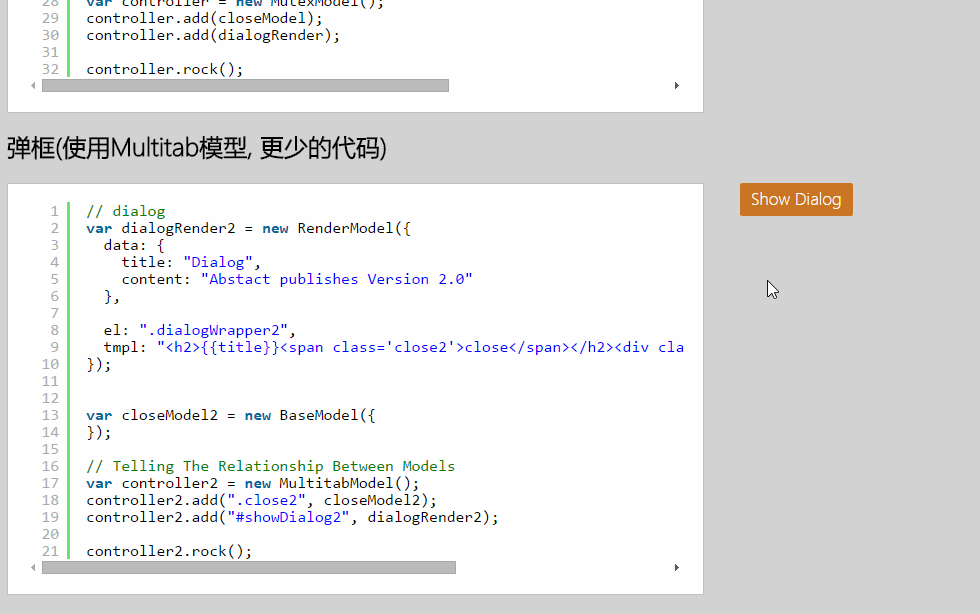 28 var controller = new MutexModel();
29 controller.add(closeModel);
30 controller.add(dialogRender);
31
32 controller.rock();
弹框(使用Multitab模型, 更少的代码)
Show Dialog
1 // dialog
2 var dialogRender2 = new RenderModel({
3 data: {
4 title: "Dialog",
5 content: "Abstact publishes Version 2.0"
6 },
7
8 el: ".dialogWrapper2",
9 tmpl: "<h2>{{title}}<span class='close2'>close</span></h2><div cla
10 });
11
12
13 var closeModel2 = new BaseModel({
14 });
15
16 // Telling The Relationship Between Models
17 var controller2 = new MultitabModel();
18 controller2.add(".close2", closeModel2);
19 controller2.add("#showDialog2", dialogRender2);
20
21 controller2.rock();